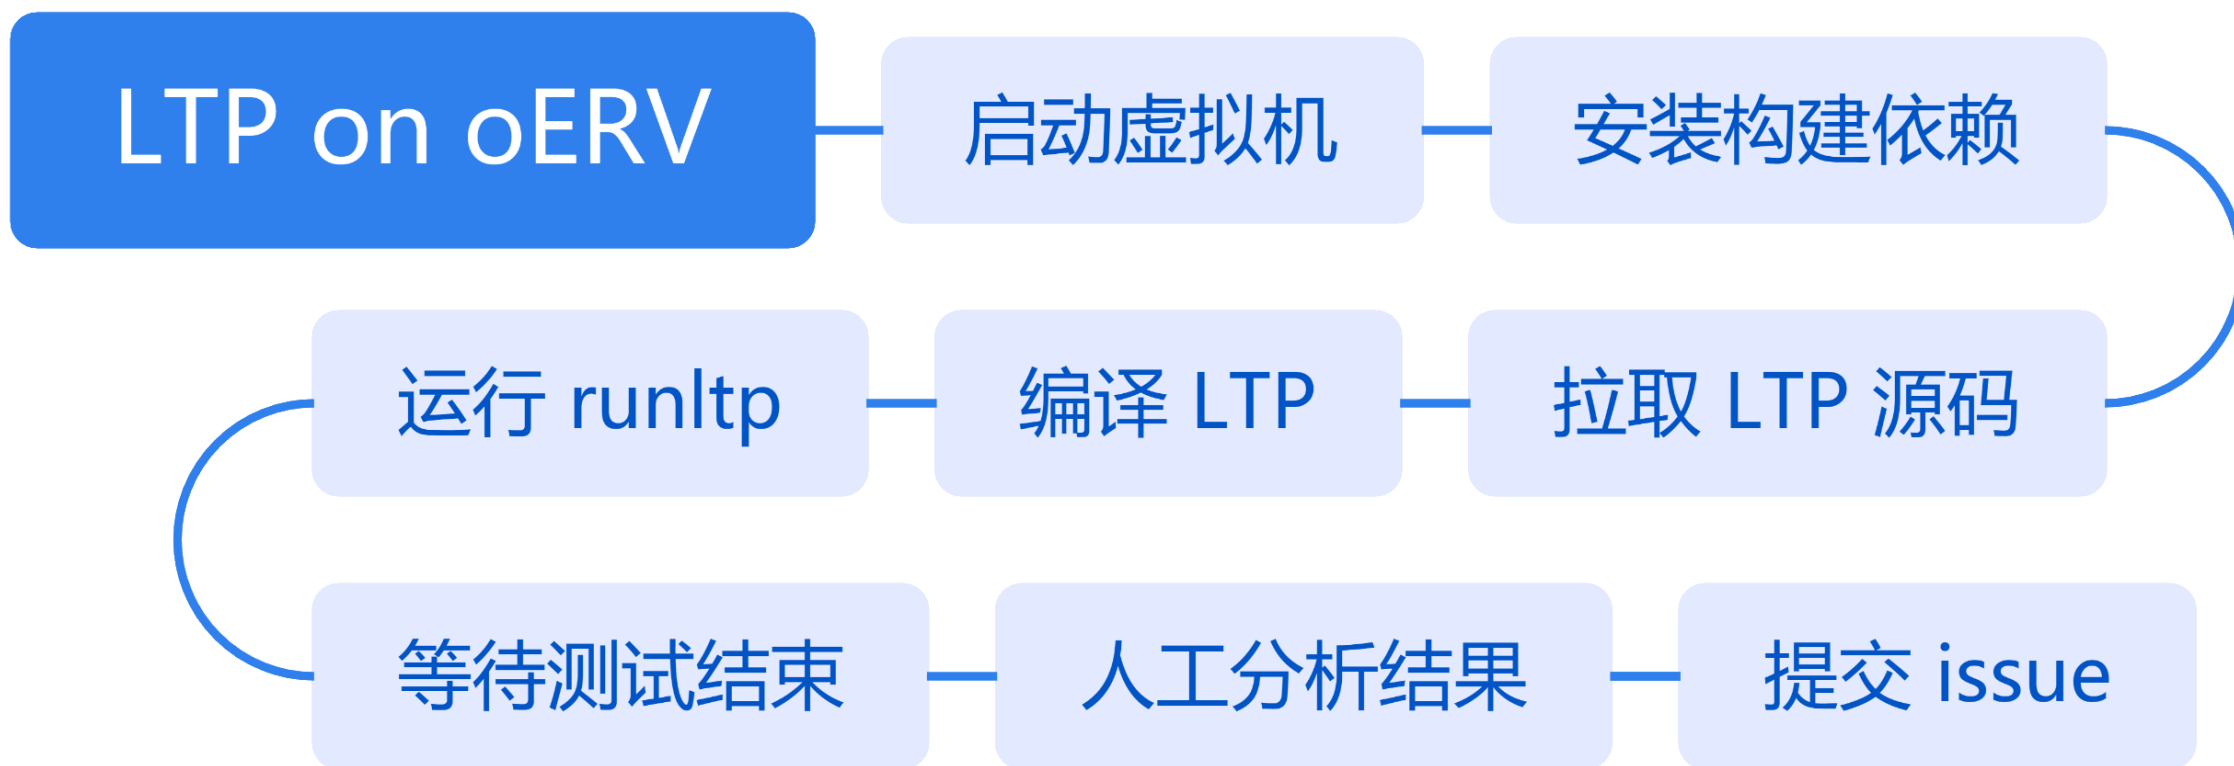 LTP on oERV
启动虚拟机
安装构建依赖
拉取 LTP 源码
编译 LTP
运行 runltp
等待测试结束
人工分析结果
提交 issue